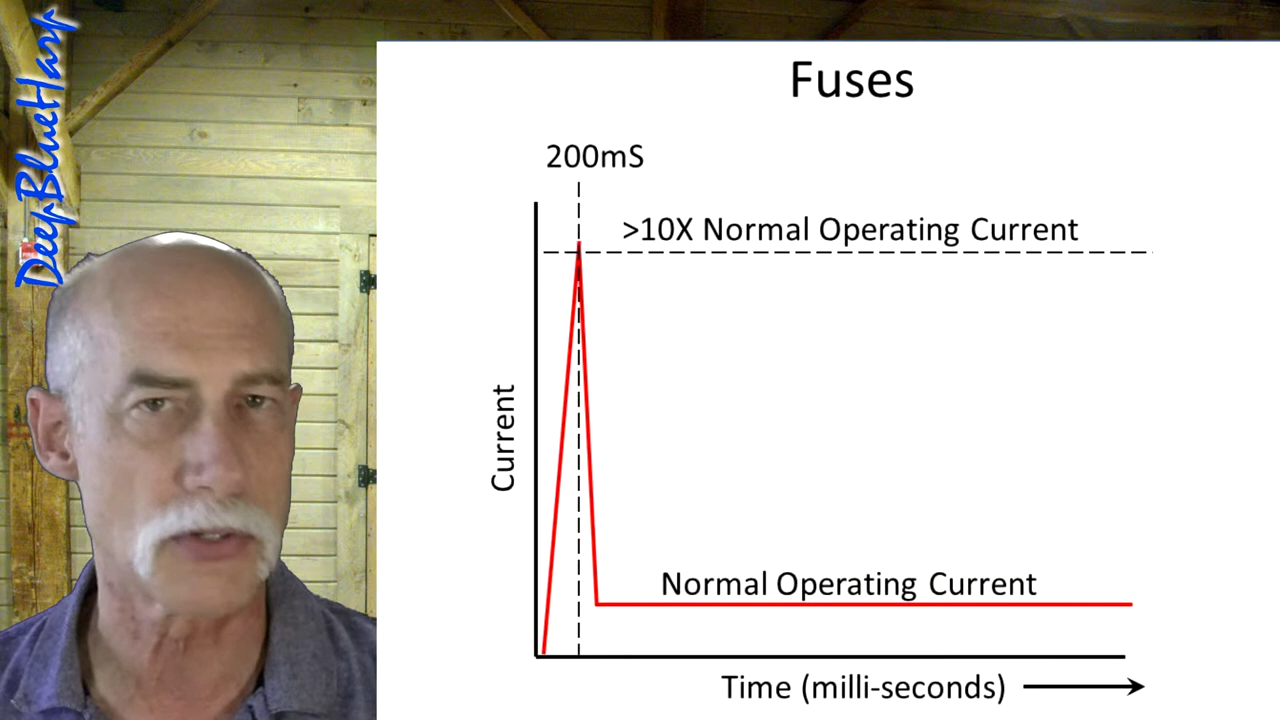 DeepBlueHarp
Fuses
200mS
>10X Normal Operating Current
Current
Normal Operating Current
Time (milli-seconds)